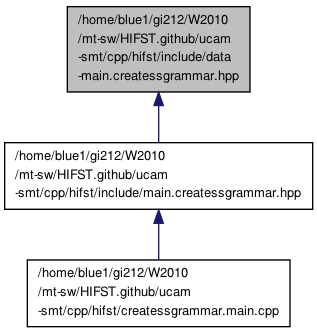 /home/blue1/gi212/W2010
/mt-sw/HIFST.github/ucam
-smt/cpp/hifst/include/data
-main.createssgrammar.hpp
/home/blue1/gi212/W2010
/mt-sw/HIFST.github/ucam
-smt/cpp/hifst/include/main.createssgrammar.hpp
/home/blue1/gi212/W2010
/mt-sw/HIFST.github/ucam
-smt/cpp/hifst/createssgrammar.main.cpp